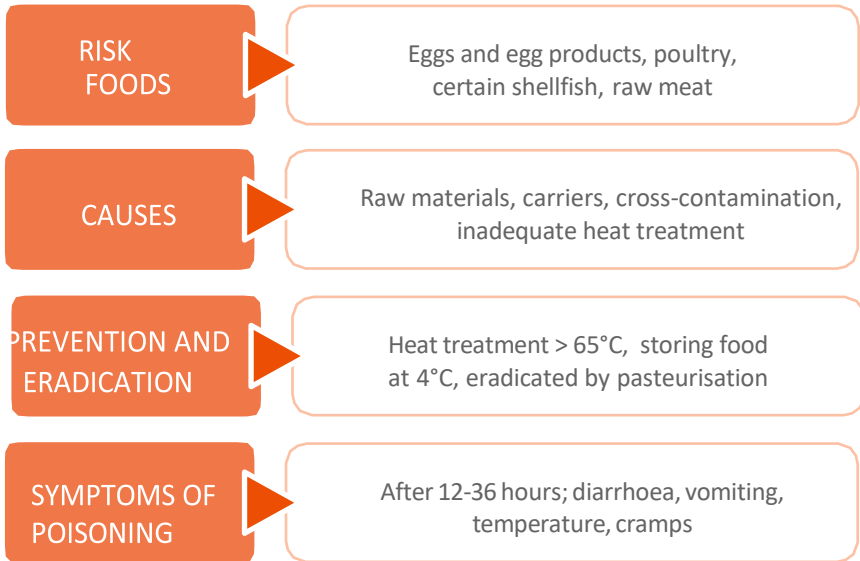 RISK
FOODS
Eggs and egg products, poultry,
certain shellfish, raw meat
CAUSES
Raw materials, carriers, cross-contamination,
inadequate heat treatment
PREVENTION AND
ERADICATION
Heat treatment > 65°C, storing food
at 4°C, eradicated by pasteurisation
SYMPTOMS OF
POISONING
After 12-36 hours; diarrhoea, vomiting,
temperature, cramps